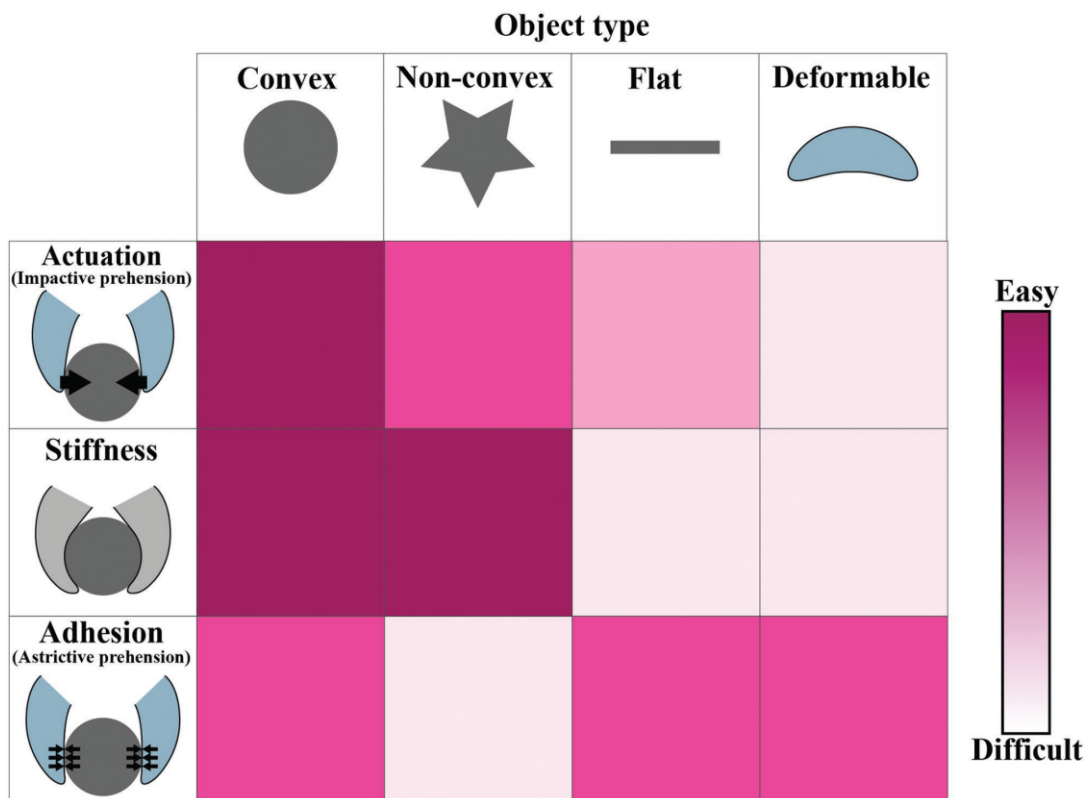 Object type
Convex
Non-convex
Flat
Deformable
Actuation
(Impactive prehension)
Easy
Stiffness
Adhesion
(Astrictive prehension)
Difficult